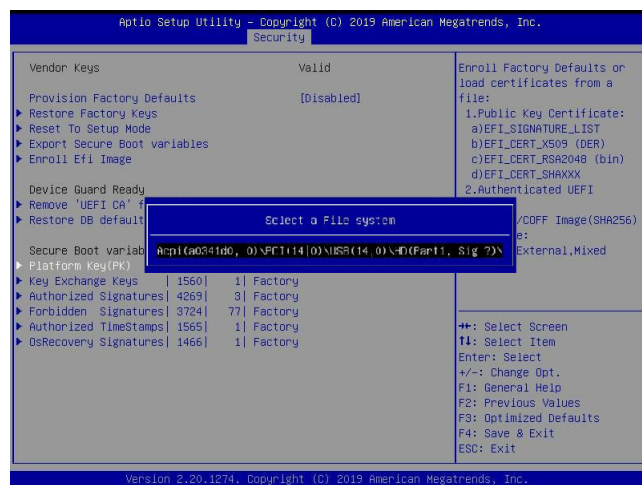 Aptio Setup Utility – Copyright (C) 2019 American Megatrends, Inc.
Security
Vendor Keys Valid
Provision Factory Defaults [Disabled]
Restore Factory Keys
Reset To Setup Mode
Export Secure Boot variables
Enroll Efi Image
Device Guard Ready
Remove 'UEFI CA' f
Restore DB default
Secure Boot variab
Platform Key(PK)
Key Exchange Keys | 1560| 1| Factory
Authorized Signatures| 4269| 3| Factory
Forbidden Signatures| 3724| 77| Factory
Authorized TimeStamps| 1565| 1| Factory
OsRecovery Signatures| 1466| 1| Factory
Select a File system
Acpi(a0341d0, 0)\PCI(14|0)\USB(14,0)\HD(Part1, Sig ?)\
Enroll Factory Defaults or
load certificates from a
file:
1.Public Key Certificate:
a)EFI_SIGNATURE_LIST
b)EFI_CERT_X509 (DER)
c)EFI_CERT_RSA2048 (bin)
d)EFI_CERT_SHAXXX
2.Authenticated UEFI
/COFF Image(SHA256)
e:
External,Mixed
→←: Select Screen
↑↓: Select Item
Enter: Select
+/-: Change Opt.
F1: General Help
F2: Previous Values
F3: Optimized Defaults
F4: Save & Exit
ESC: Exit
Version 2.20.1274. Copyright (C) 2019 American Megatrends, Inc.